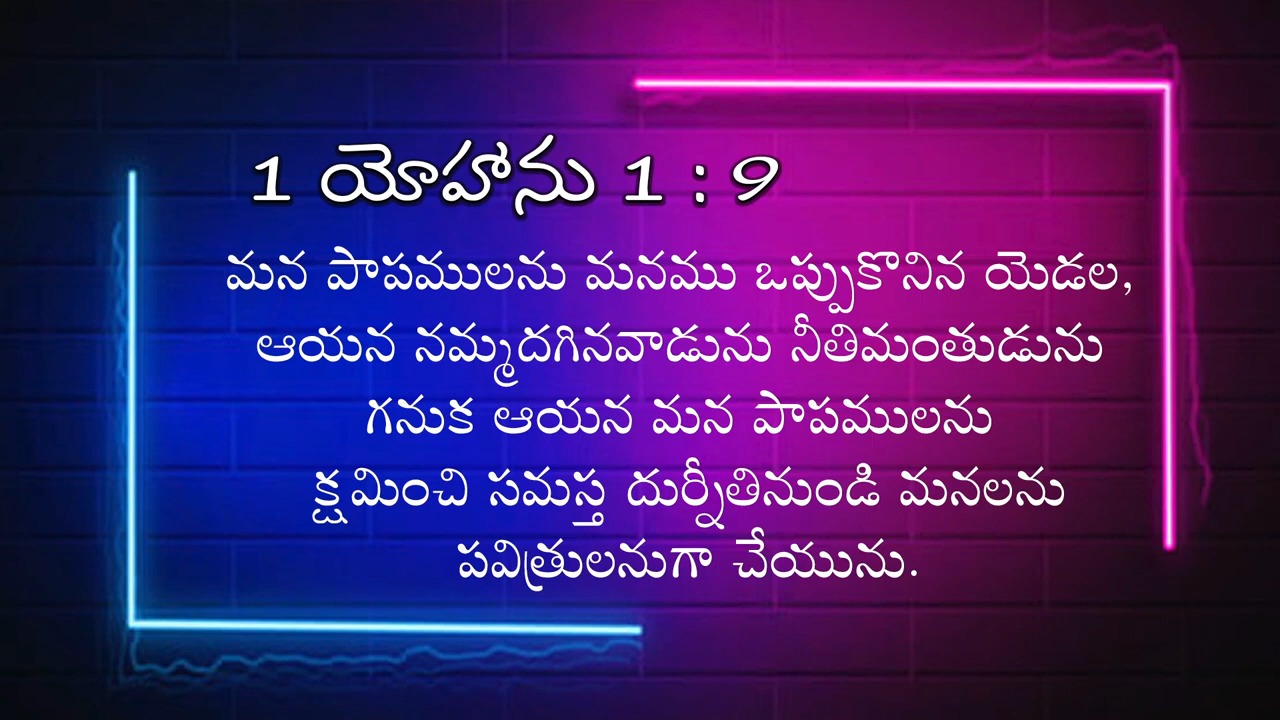 1 యోహాను 1 : 9
మన పాపములను మనము ఒప్పుకొనిన యెడల,
ఆయన నమ్మదగినవాడును నీతిమంతుడును
గనుక ఆయన మన పాపములను
క్షమించి సమస్త దుర్నీతినుండి మనలను
పవిత్రులనుగా చేయును.